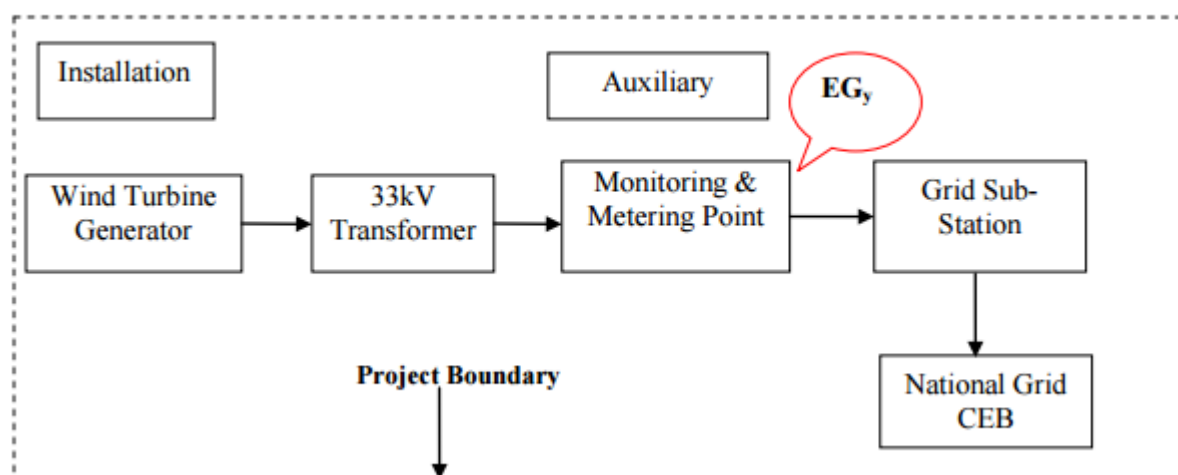 Installation
Auxiliary
EGy
Wind Turbine
Generator
33kV
Transformer
Monitoring &
Metering Point
Grid Sub-
Station
Project Boundary
National Grid
CEB